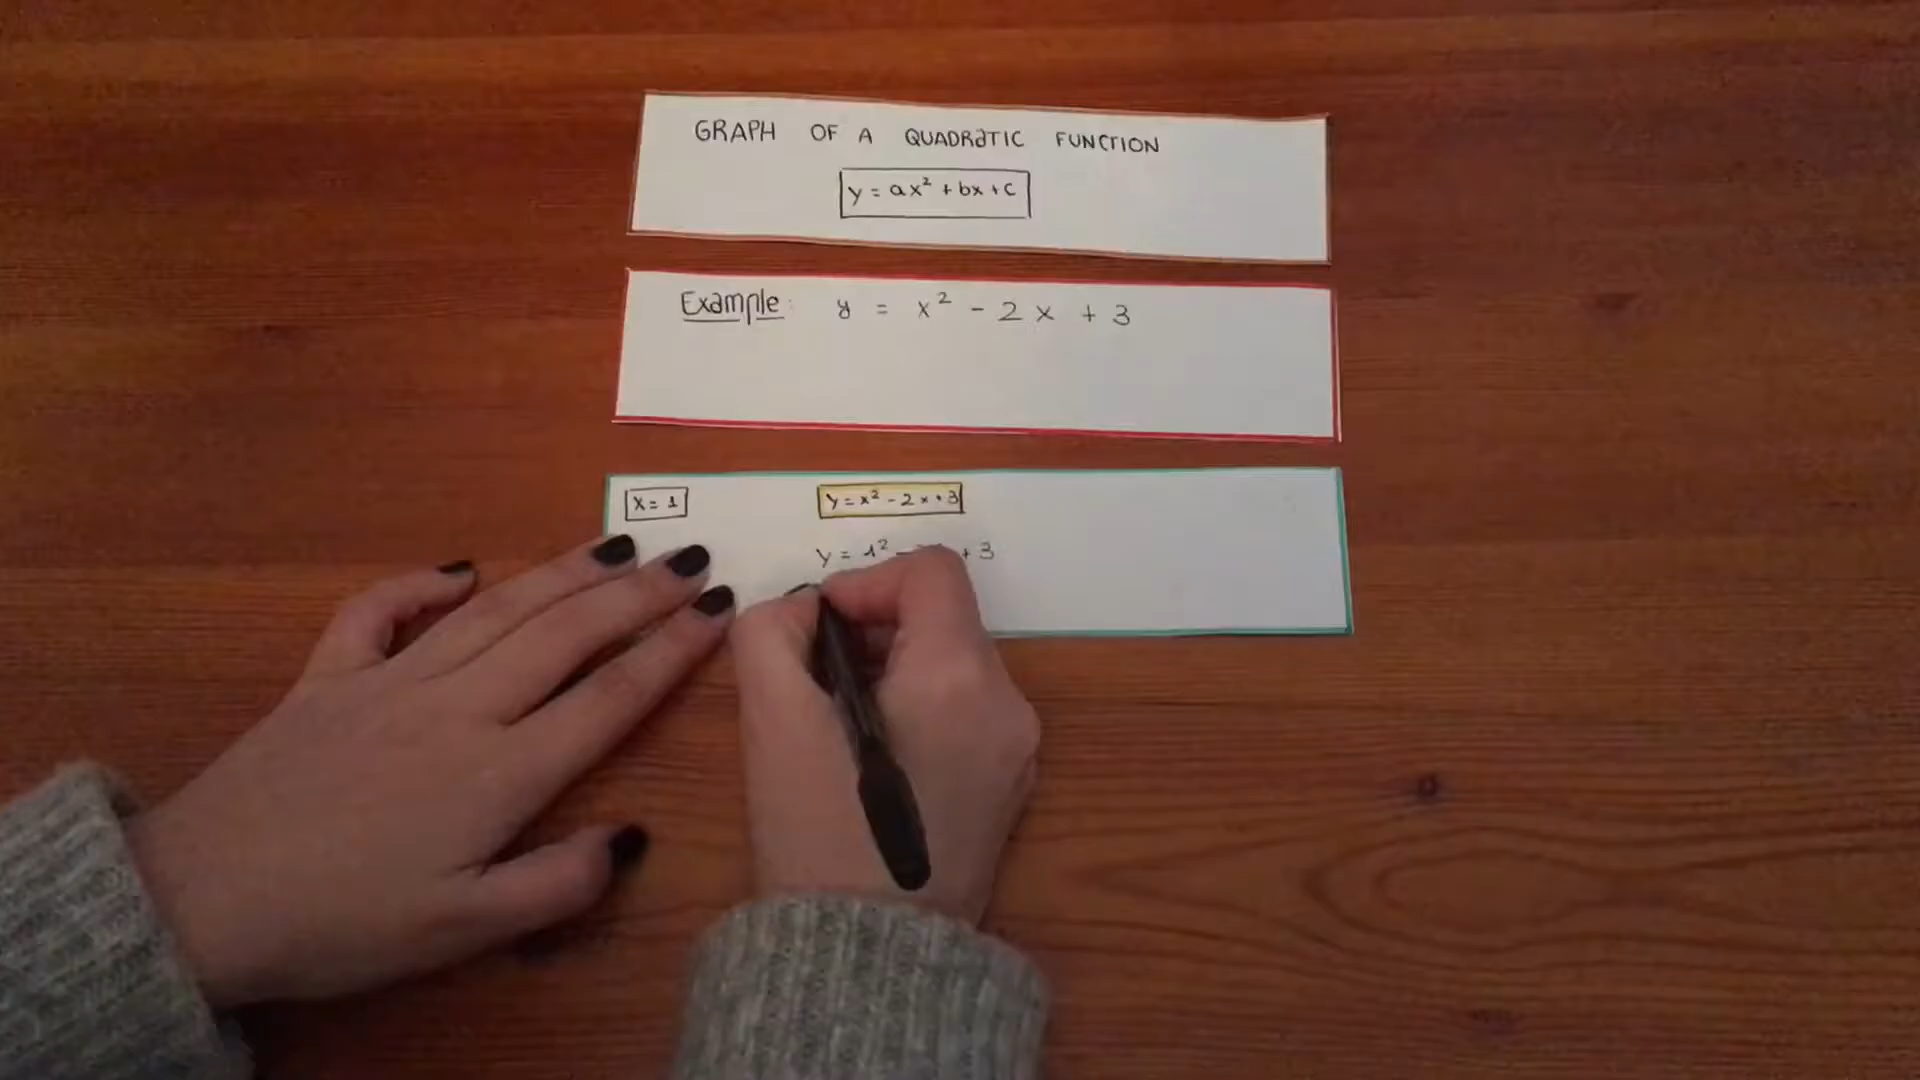 GRAPH OF A QUADRATIC FUNCTION
y = ax² + bx + c
Example: y = x² - 2x + 3
x = 1
y = x² - 2x + 3
y = 1² - + 3